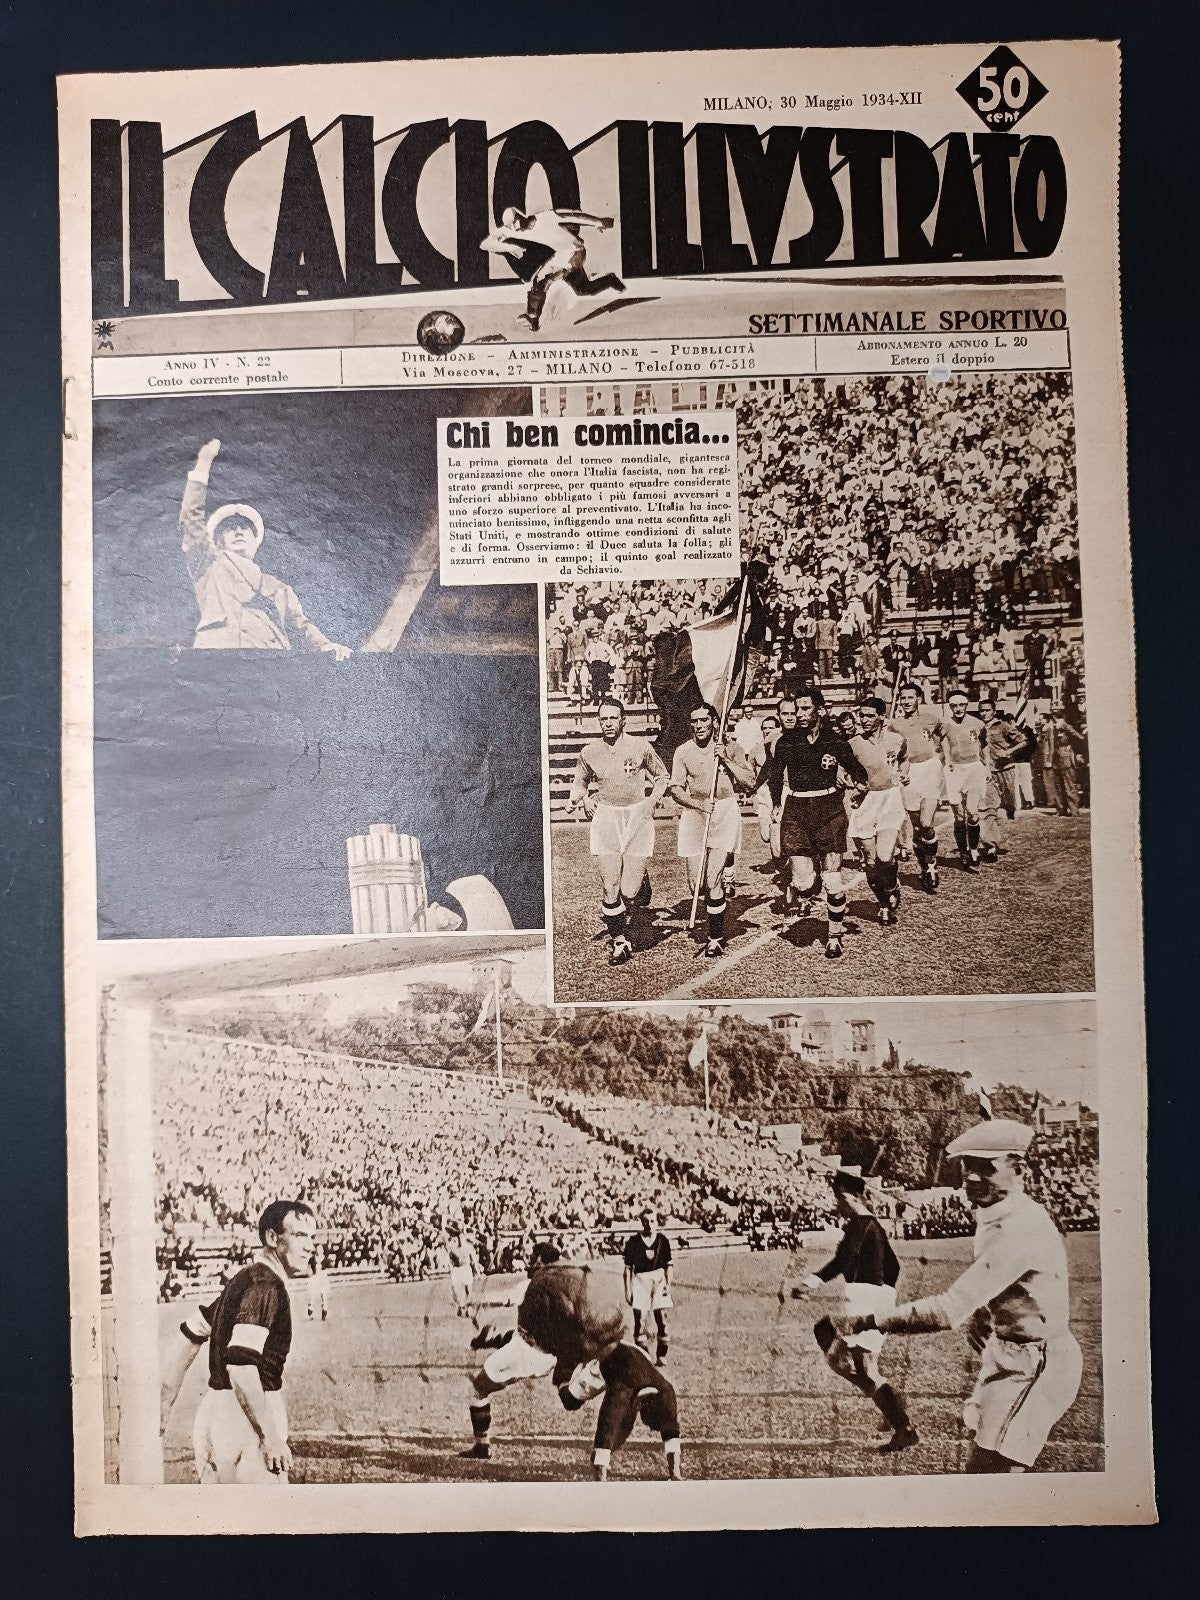 MILANO, 30 Maggio 1934-XII
50
cent
IL CALCIO ILLVSTRATO
SETTIMANALE SPORTIVO
ANNO IV - N. 22
Conto corrente postale
DIREZIONE - AMMINISTRAZIONE - PUBBLICITÀ
Via Moscova, 27 - MILANO - Telefono 67-518
ABBONAMENTO ANNUO L. 20
Estero il doppio
Chi ben comincia...
La prima giornata del torneo mondiale, gigantesca
organizzazione che onora l'Italia fascista, non ha regi-
strato grandi sorprese, per quanto squadre considerate
inferiori abbiano obbligato i più famosi avversari a
uno sforzo superiore al preventivato. L'Italia ha inco-
minciato benissimo, infliggendo una netta sconfitta agli
Stati Uniti, e mostrando ottime condizioni di salute
e di forma. Osserviamo: il Duce saluta la folla; gli
azzurri entrano in campo; il quinto goal realizzato
da Schiavio.